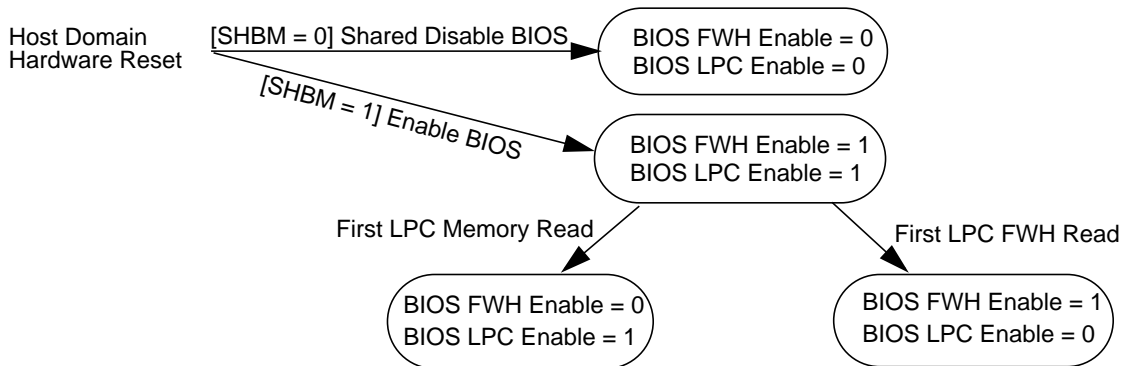 Host Domain
Hardware Reset
[SHBM = 0] Shared Disable BIOS
BIOS FWH Enable = 0
BIOS LPC Enable = 0
[SHBM = 1] Enable BIOS
BIOS FWH Enable = 1
BIOS LPC Enable = 1
First LPC Memory Read
First LPC FWH Read
BIOS FWH Enable = 0
BIOS LPC Enable = 1
BIOS FWH Enable = 1
BIOS LPC Enable = 0